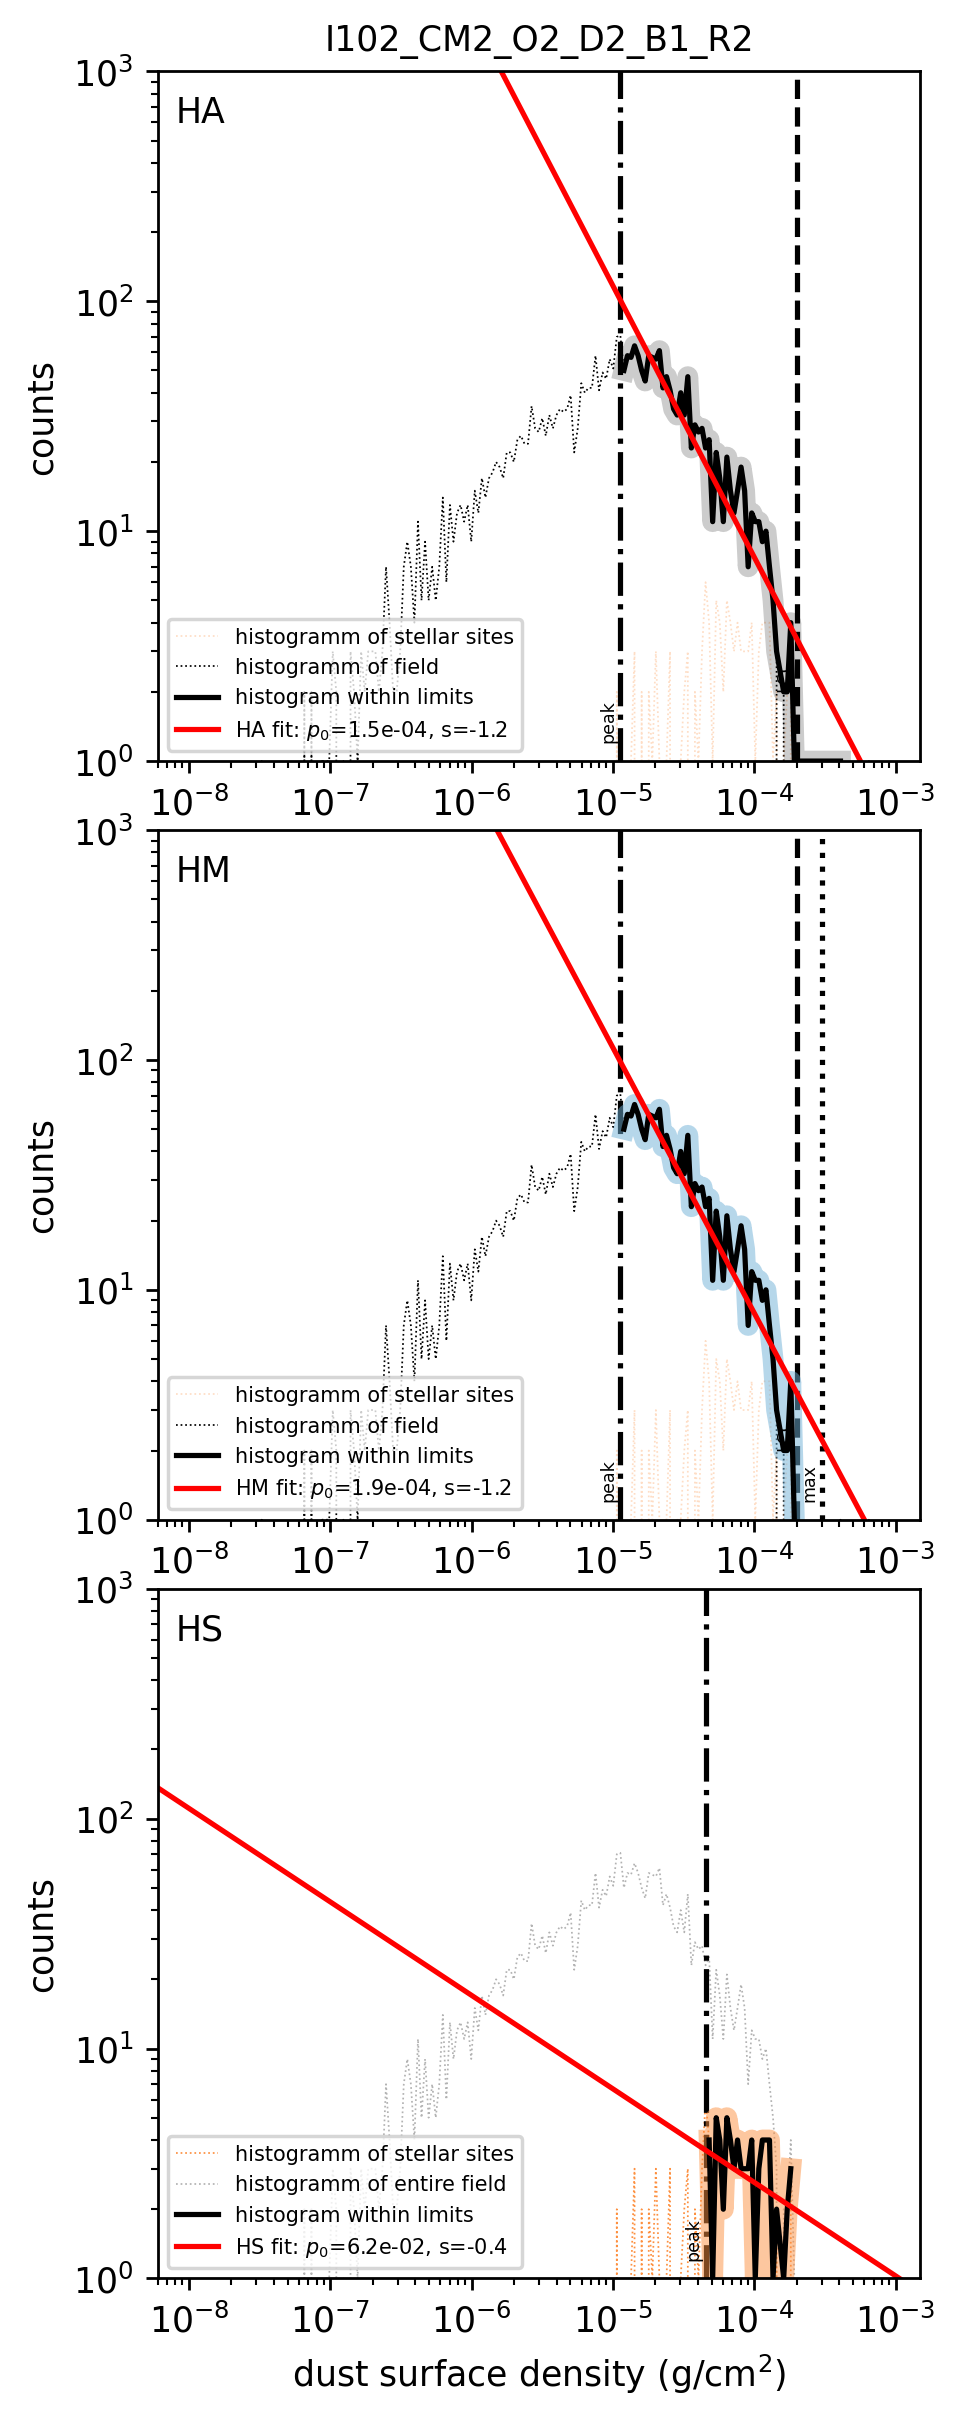 I102_CM2_O2_D2_B1_R2
HA
10³
10²
10¹
10⁰
counts
histogramm of stellar sites
histogramm of field
histogram within limits
HA fit: p₀=1.5e-04, s=-1.2
peak
10⁻⁸ 10⁻⁷ 10⁻⁶ 10⁻⁵ 10⁻⁴ 10⁻³
HM
10³
10²
10¹
10⁰
counts
histogramm of stellar sites
histogramm of field
histogram within limits
HM fit: p₀=1.9e-04, s=-1.2
peak
max
10⁻⁸ 10⁻⁷ 10⁻⁶ 10⁻⁵ 10⁻⁴ 10⁻³
HS
10³
10²
10¹
10⁰
counts
histogramm of stellar sites
histogramm of entire field
histogram within limits
HS fit: p₀=6.2e-02, s=-0.4
peak
10⁻⁸ 10⁻⁷ 10⁻⁶ 10⁻⁵ 10⁻⁴ 10⁻³
dust surface density (g/cm²)